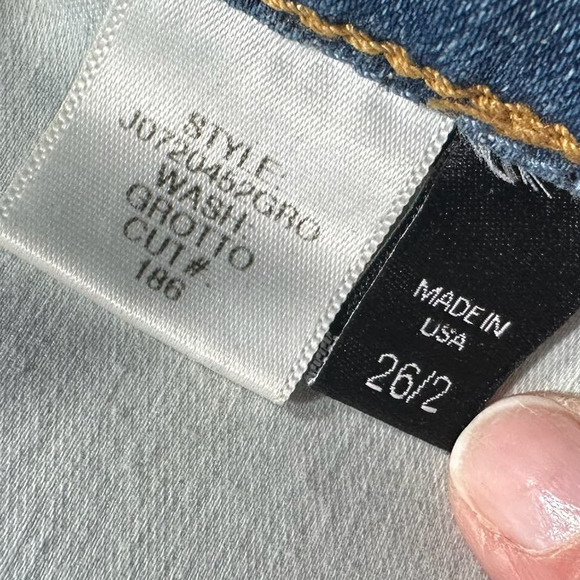 STYLE
J0720462GRO
WASH
GROTTO
CUT#
186
MADE IN
USA
26/2